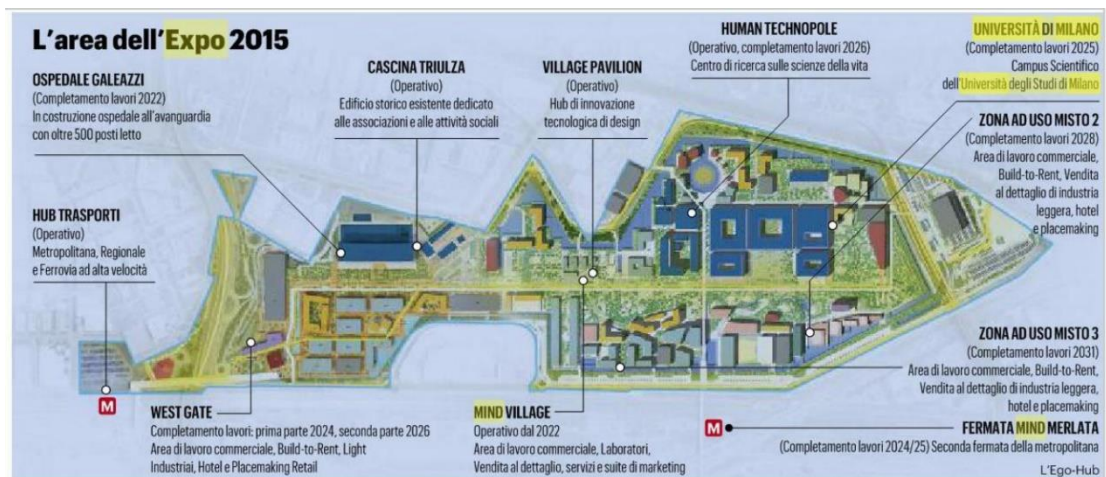 L'area dell'Expo 2015
OSPEDALE GALEAZZI
(Completamento lavori 2022)
In costruzione ospedale all'avanguardia
con oltre 500 posti letto
CASCINA TRIULZA
(Operativo)
Edificio storico esistente dedicato
alle associazioni e alle attività sociali
VILLAGE PAVILION
(Operativo)
Hub di innovazione
tecnologica di design
HUMAN TECHNOPOLE
(Operativo, completamento lavori 2026)
Centro di ricerca sulle scienze della vita
UNIVERSITÀ DI MILANO
(Completamento lavori 2025)
Campus Scientifico
dell'Università degli Studi di Milano
ZONA AD USO MISTO 2
(Completamento lavori 2028)
Area di lavoro commerciale,
Build-to-Rent, Vendita
al dettaglio di industria
leggera, hotel
e placemaking
HUB TRASPORTI
(Operativo)
Metropolitana, Regionale
e Ferrovia ad alta velocità
M
WEST GATE
Completamento lavori: prima parte 2024, seconda parte 2026
Area di lavoro commerciale, Build-to-Rent, Light
Industriai, Hotel e Placemaking Retail
MIND VILLAGE
Operativo dal 2022
Area di lavoro commerciale, Laboratori,
Vendita al dettaglio, servizi e suite di marketing
ZONA AD USO MISTO 3
(Completamento lavori 2031)
Area di lavoro commerciale, Build-to-Rent,
Vendita al dettaglio di industria leggera,
hotel e placemaking
M
FERMATA MIND MERLATA
(Completamento lavori 2024/25) Seconda fermata della metropolitana
L'Ego-Hub